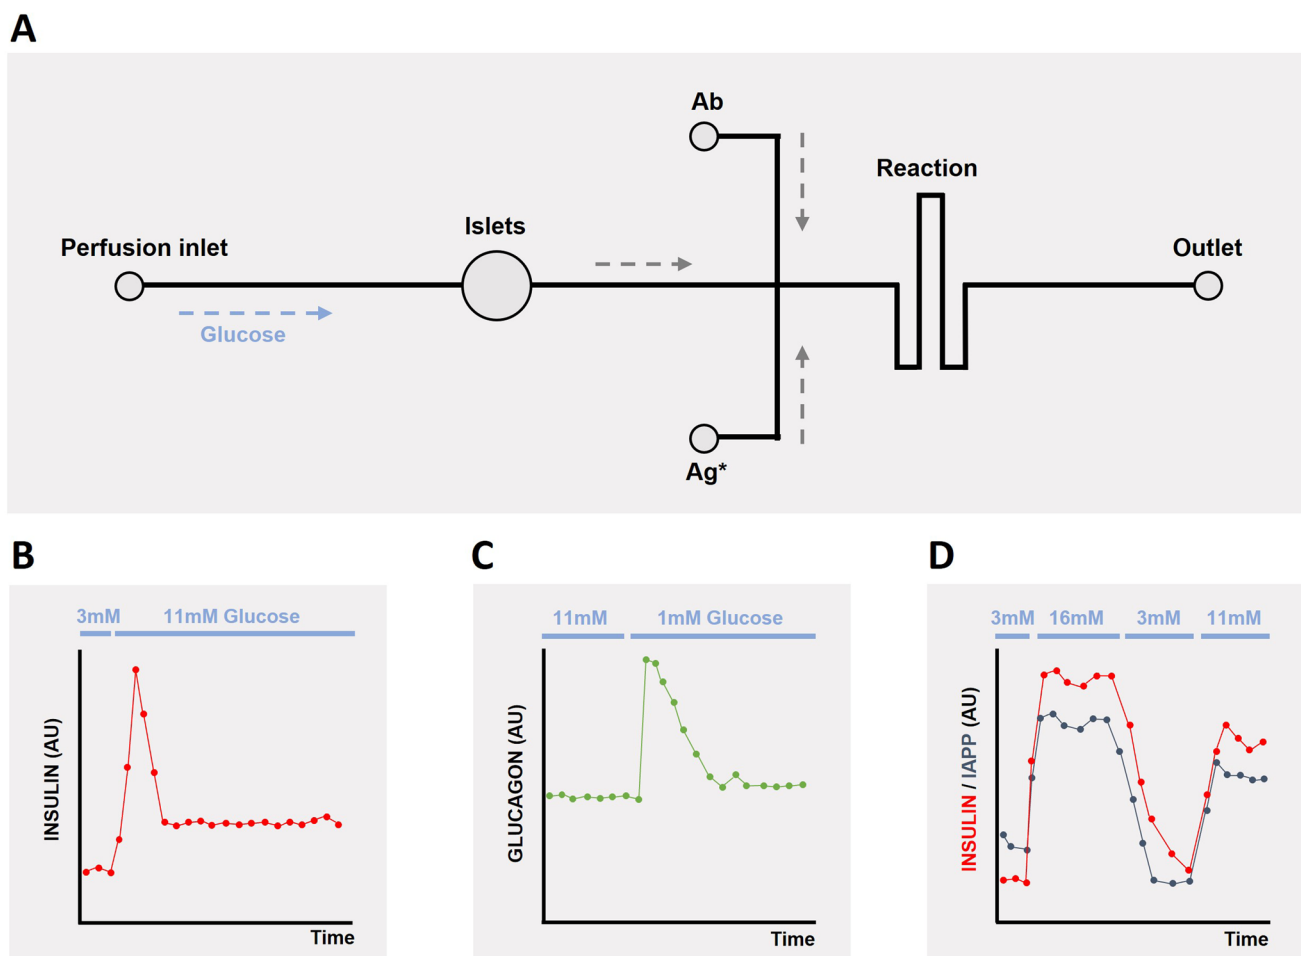 A
Ab
Reaction
Islets
Perfusion inlet
Outlet
Glucose
Ag*
B
3mM
11mM Glucose
INSULIN (AU)
Time
C
11mM
1mM Glucose
GLUCAGON (AU)
Time
D
3mM
16mM
3mM
11mM
INSULIN / IAPP (AU)
Time